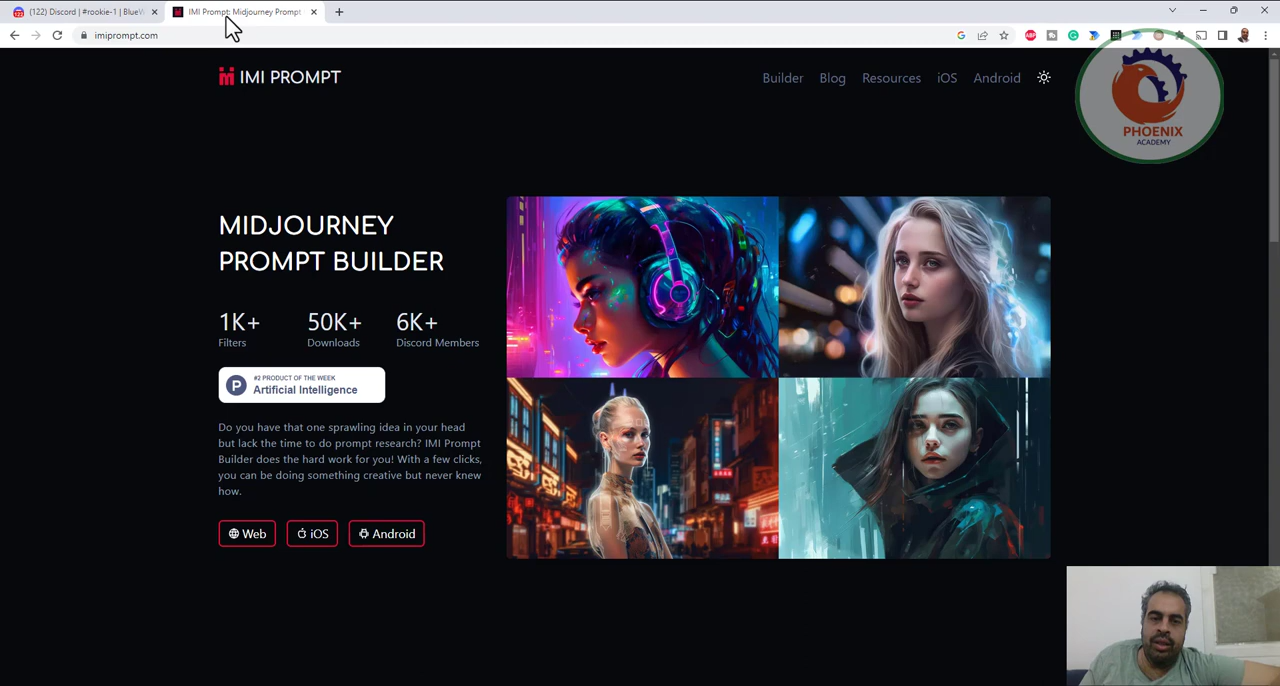 (122) Discord | #rookie-1 | BlueW
IMI Prompt: Midjourney Prompt
imiprompt.com
IMI PROMPT
Builder
Blog
Resources
iOS
Android
PHOENIX
ACADEMY
MIDJOURNEY
PROMPT BUILDER
1K+
50K+
6K+
Filters
Downloads
Discord Members
P
#2 PRODUCT OF THE WEEK
Artificial Intelligence
Do you have that one sprawling idea in your head
but lack the time to do prompt research? IMI Prompt
Builder does the hard work for you! With a few clicks,
you can be doing something creative but never knew
how.
Web
iOS
Android